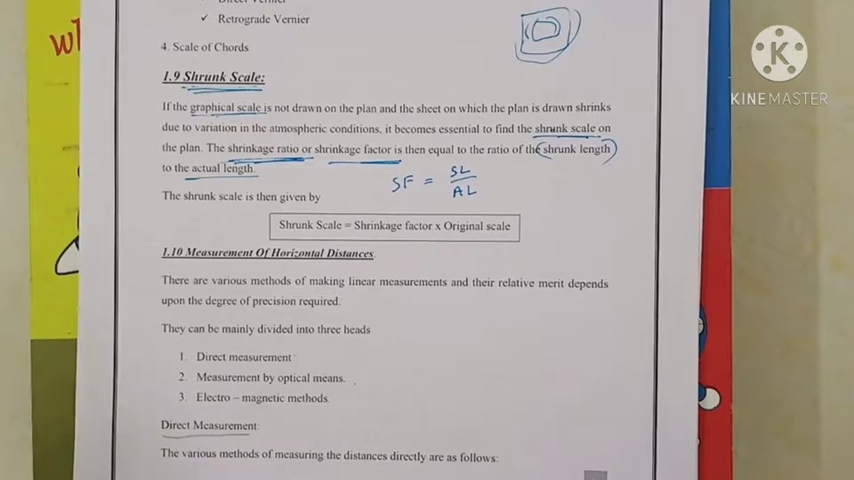 Direct Vernier
✓ Retrograde Vernier
4. Scale of Chords
1.9 Shrunk Scale:
If the graphical scale is not drawn on the plan and the sheet on which the plan is drawn shrinks
due to variation in the atmospheric conditions, it becomes essential to find the shrunk scale on
the plan. The shrinkage ratio or shrinkage factor is then equal to the ratio of the shrunk length
to the actual length.
SF = SL / AL
The shrunk scale is then given by
Shrunk Scale = Shrinkage factor x Original scale
1.10 Measurement Of Horizontal Distances.
There are various methods of making linear measurements and their relative merit depends
upon the degree of precision required.
They can be mainly divided into three heads
1. Direct measurement
2. Measurement by optical means.
3. Electro – magnetic methods.
Direct Measurement:
The various methods of measuring the distances directly are as follows:
K
KINEMASTER